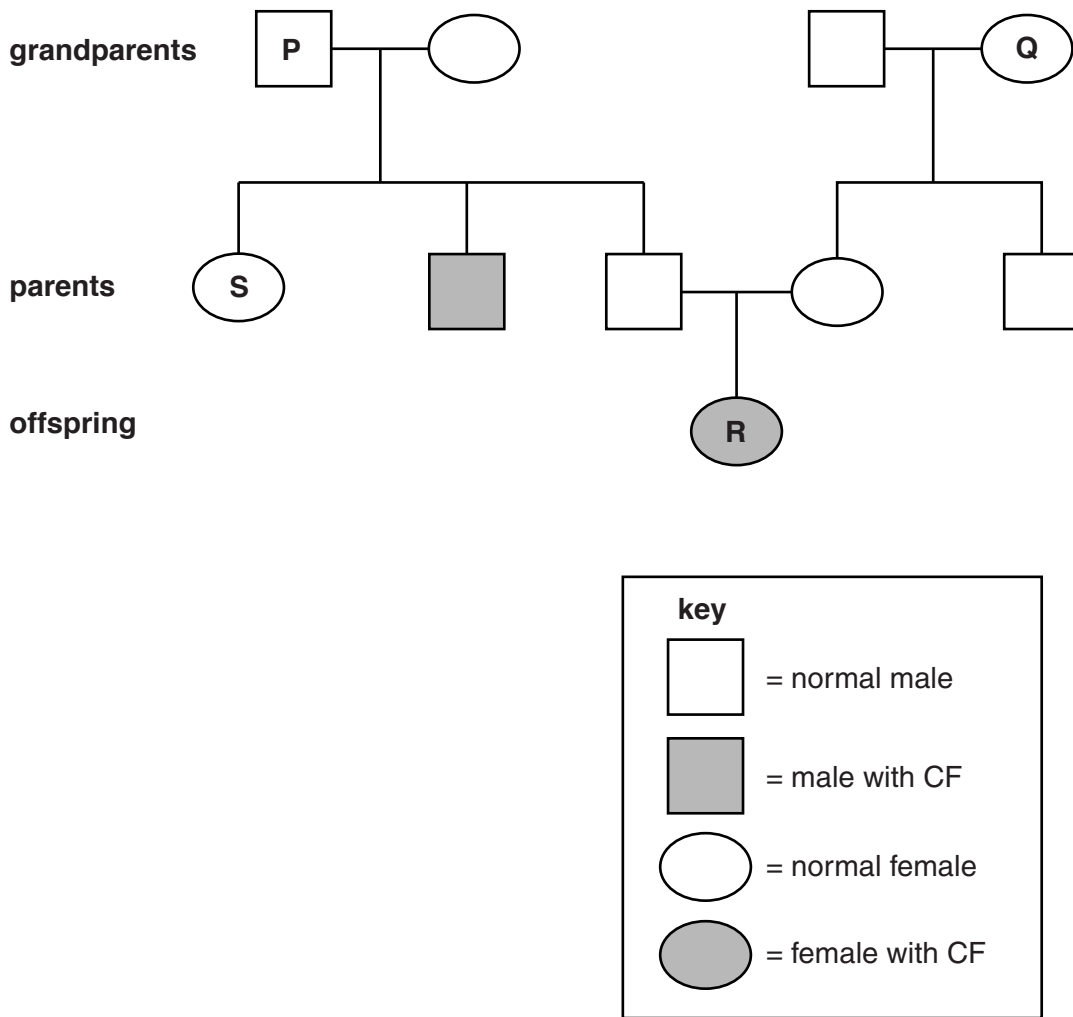 grandparents P Q
parents S
offspring R
key
= normal male
= male with CF
= normal female
= female with CF